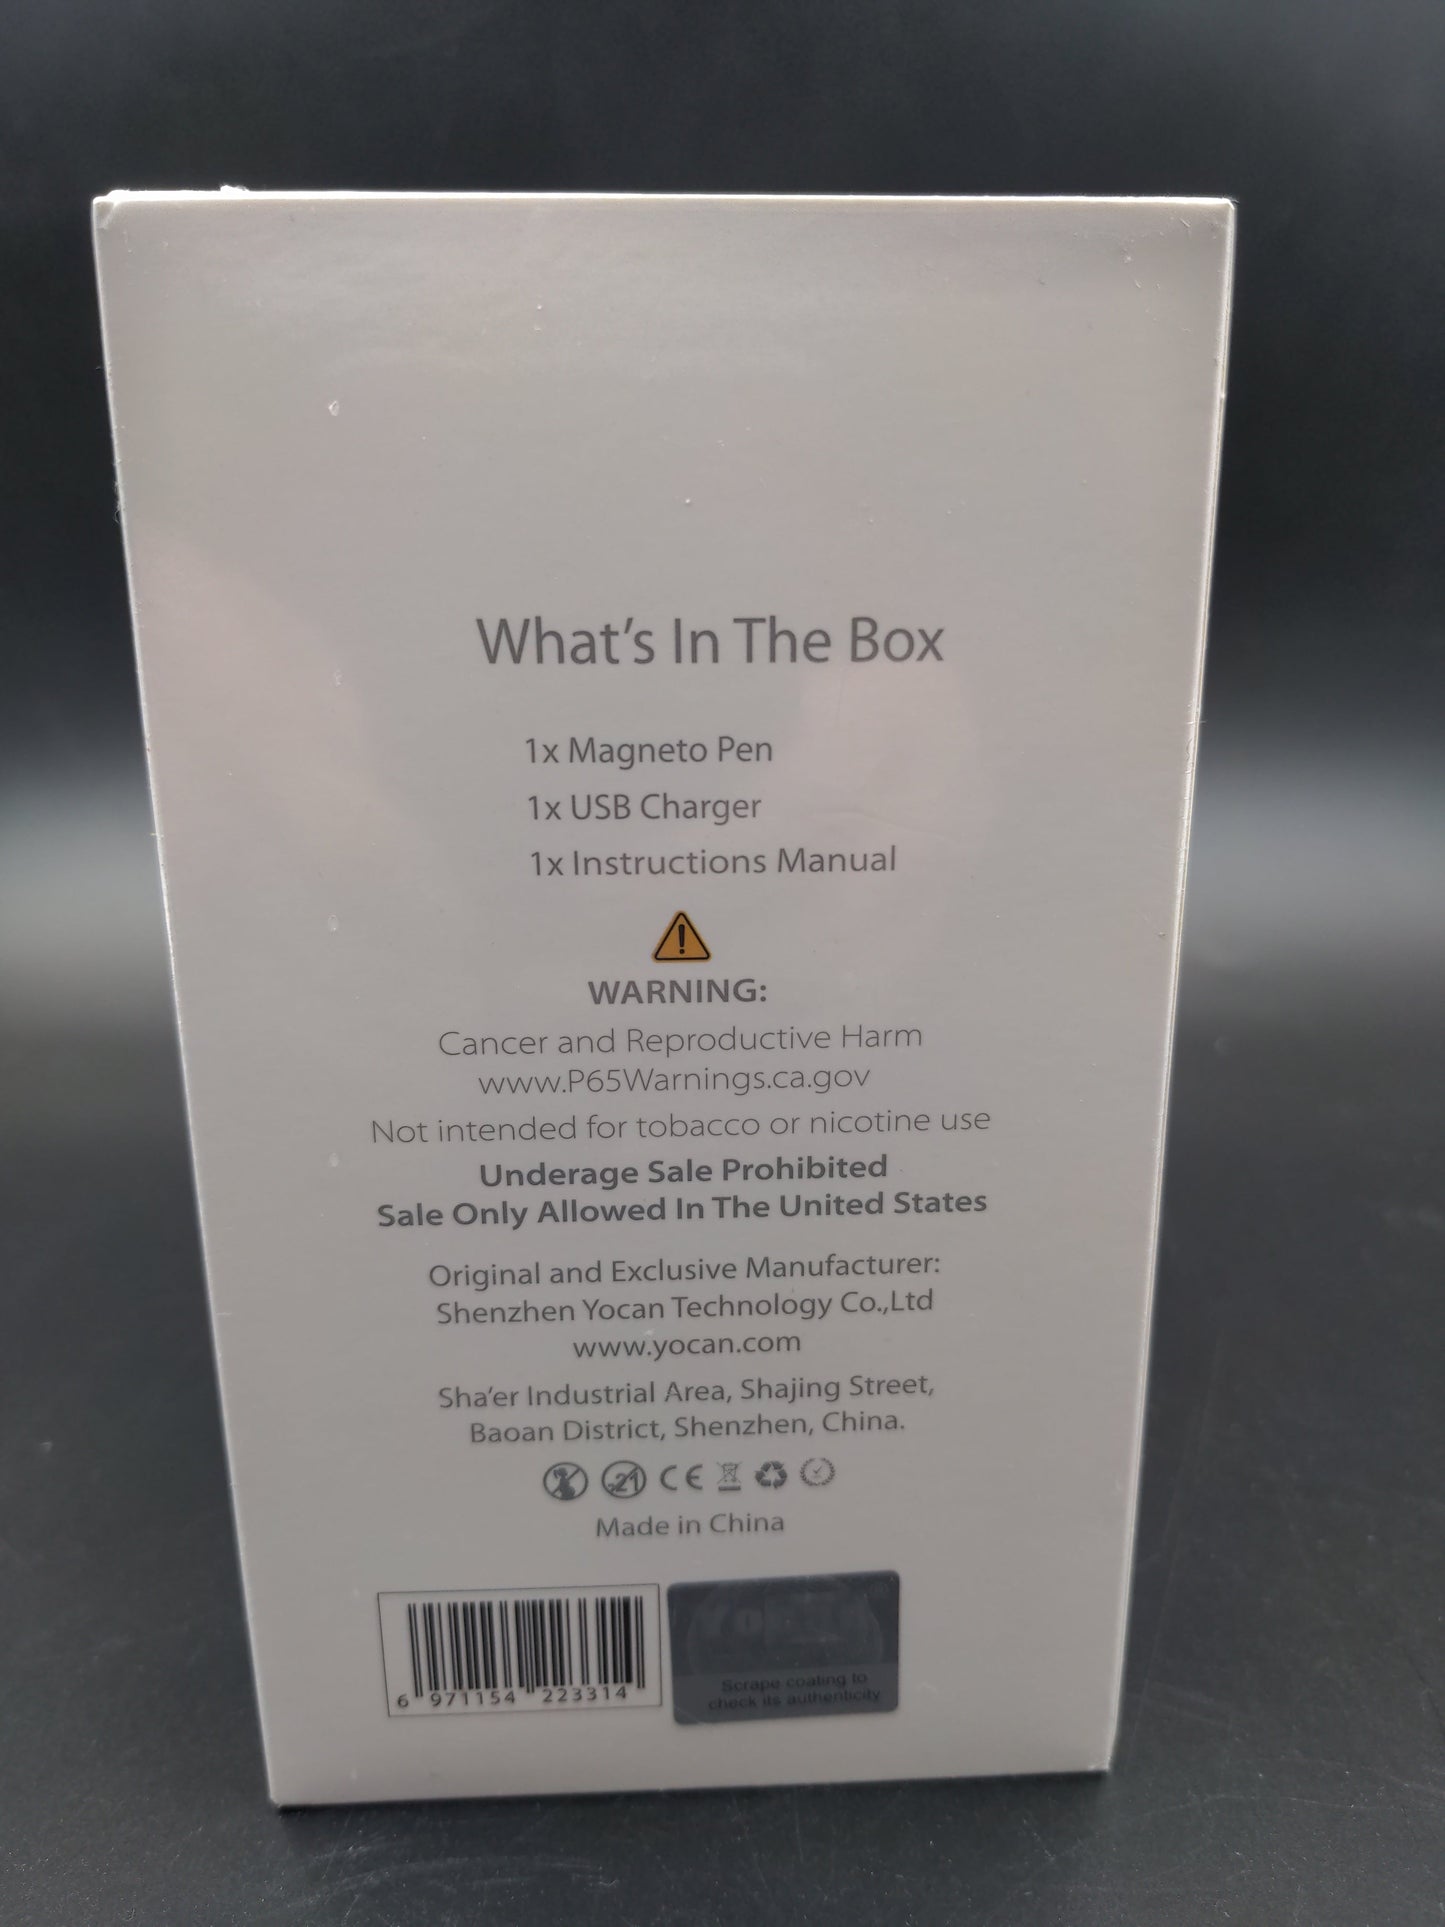 What's In The Box
1x Magneto Pen
1x USB Charger
1x Instructions Manual
WARNING:
Cancer and Reproductive Harm
www.P65Warnings.ca.gov
Not intended for tobacco or nicotine use
Underage Sale Prohibited
Sale Only Allowed In The United States
Original and Exclusive Manufacturer:
Shenzhen Yocan Technology Co.,Ltd
www.yocan.com
Sha'er Industrial Area, Shajing Street,
Baoan District, Shenzhen, China.
21 CE
Made in China
6 971154 223314
Yocan ®
Scrape coating to
check its authenticity